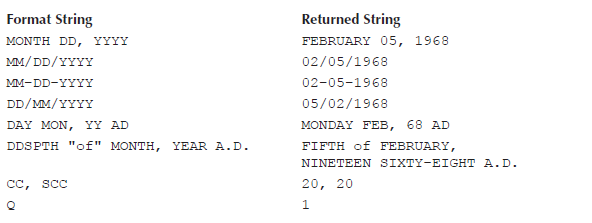 Format String Returned String
MONTH DD, YYYY FEBRUARY 05, 1968
MM/DD/YYYY 02/05/1968
MM-DD-YYYY 02-05-1968
DD/MM/YYYY 05/02/1968
DAY MON, YY AD MONDAY FEB, 68 AD
DDSPTH "of" MONTH, YEAR A.D. FIFTH of FEBRUARY,
NINETEEN SIXTY-EIGHT A.D.
CC, SCC 20, 20
Q 1